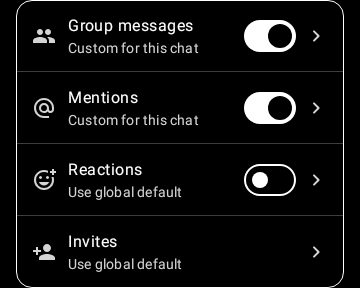 Group messages
Custom for this chat
Mentions
Custom for this chat
Reactions
Use global default
Invites
Use global default